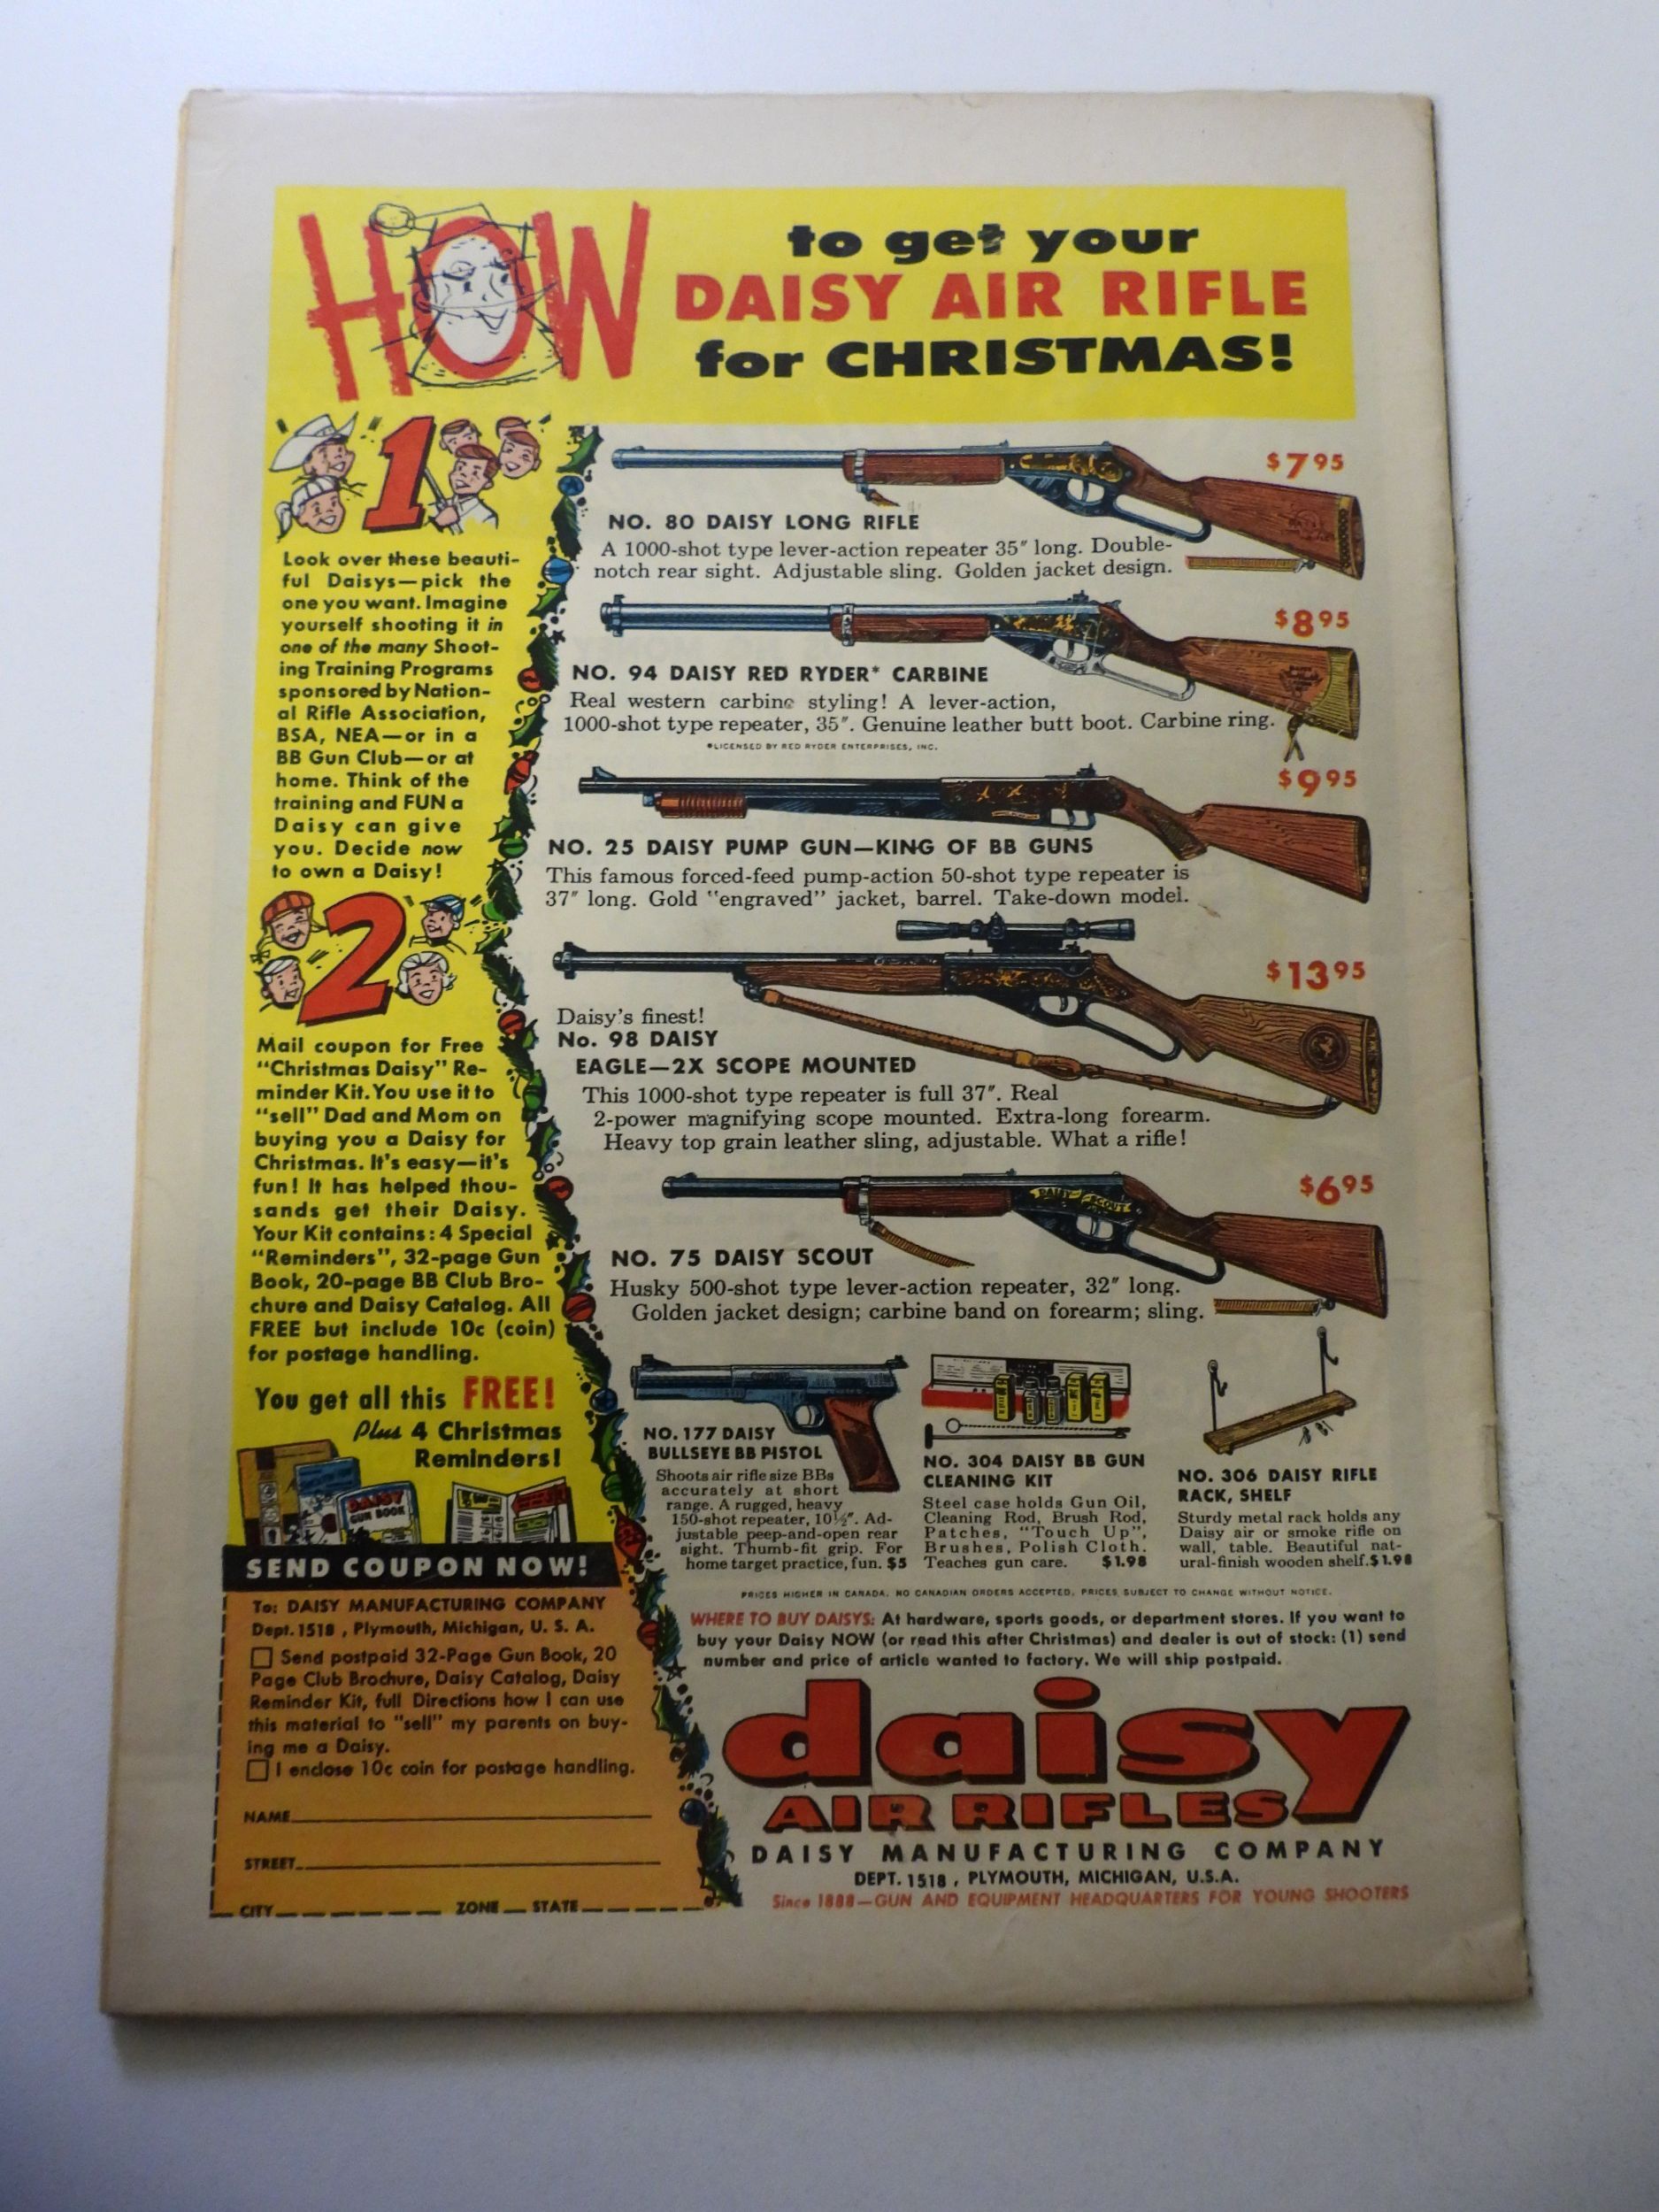 HOW
to get your
DAISY AIR RIFLE
for CHRISTMAS!
1
Look over these beauti-
ful Daisys—pick the
one you want. Imagine
yourself shooting it in
one of the many Shoot-
ing Training Programs
sponsored by Nation-
al Rifle Association,
BSA, NEA—or in a
BB Gun Club—or at
home. Think of the
training and FUN a
Daisy can give
you. Decide now
to own a Daisy!
2
Mail coupon for Free
"Christmas Daisy" Re-
minder Kit. You use it to
"sell" Dad and Mom on
buying you a Daisy for
Christmas. It's easy—it's
fun! It has helped thou-
sands get their Daisy.
Your Kit contains: 4 Special
"Reminders", 32-page Gun
Book, 20-page BB Club Bro-
chure and Daisy Catalog. All
FREE but include 10c (coin)
for postage handling.
You get all this FREE!
Plus 4 Christmas
Reminders!
DAISY
GUN BOOK
SEND COUPON NOW!
To: DAISY MANUFACTURING COMPANY
Dept. 1518, Plymouth, Michigan, U. S. A.
Send postpaid 32-Page Gun Book, 20
Page Club Brochure, Daisy Catalog, Daisy
Reminder Kit, full Directions how I can use
this material to "sell" my parents on buy-
ing me a Daisy.
I enclose 10c coin for postage handling.
NAME
STREET
CITY ZONE STATE
$7.95
NO. 80 DAISY LONG RIFLE
A 1000-shot type lever-action repeater 35" long. Double-
notch rear sight. Adjustable sling. Golden jacket design.
$8.95
NO. 94 DAISY RED RYDER* CARBINE
Real western carbine styling! A lever-action,
1000-shot type repeater, 35". Genuine leather butt boot. Carbine ring.
*LICENSED BY RED RYDER ENTERPRISES, INC.
$9.95
NO. 25 DAISY PUMP GUN—KING OF BB GUNS
This famous forced-feed pump-action 50-shot type repeater is
37" long. Gold "engraved" jacket, barrel. Take-down model.
$13.95
Daisy's finest!
No. 98 DAISY
EAGLE—2X SCOPE MOUNTED
This 1000-shot type repeater is full 37". Real
2-power magnifying scope mounted. Extra-long forearm.
Heavy top grain leather sling, adjustable. What a rifle!
$6.95
DAISY SCOUT
NO. 75 DAISY SCOUT
Husky 500-shot type lever-action repeater, 32" long.
Golden jacket design; carbine band on forearm; sling.
NO. 177 DAISY
BULLSEYE BB PISTOL
Shoots air rifle size BBs
accurately at short
range. A rugged, heavy
150-shot repeater, 10½". Ad-
justable peep-and-open rear
sight. Thumb-fit grip. For
home target practice, fun. $5
NO. 304 DAISY BB GUN
CLEANING KIT
Steel case holds Gun Oil,
Cleaning Rod, Brush Rod,
Patches, "Touch Up",
Brushes, Polish Cloth.
Teaches gun care. $1.98
NO. 306 DAISY RIFLE
RACK, SHELF
Sturdy metal rack holds any
Daisy air or smoke rifle on
wall, table. Beautiful nat-
ural-finish wooden shelf. $1.98
PRICES HIGHER IN CANADA. NO CANADIAN ORDERS ACCEPTED. PRICES SUBJECT TO CHANGE WITHOUT NOTICE.
WHERE TO BUY DAISYS: At hardware, sports goods, or department stores. If you want to
buy your Daisy NOW (or read this after Christmas) and dealer is out of stock: (1) send
number and price of article wanted to factory. We will ship postpaid.
daisy
AIR RIFLES
DAISY MANUFACTURING COMPANY
DEPT. 1518, PLYMOUTH, MICHIGAN, U.S.A.
Since 1888—GUN AND EQUIPMENT HEADQUARTERS FOR YOUNG SHOOTERS